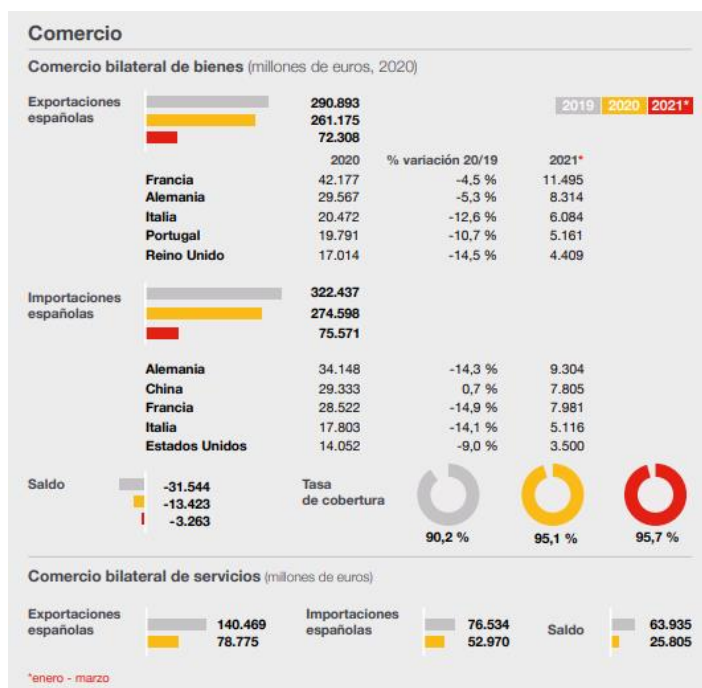 Comercio
Comercio bilateral de bienes (millones de euros, 2020)
Exportaciones españolas
290.893
261.175
72.308
2019 2020 2021*
2020 % variación 20/19 2021*
Francia 42.177 -4,5 % 11.495
Alemania 29.567 -5,3 % 8.314
Italia 20.472 -12,6 % 6.084
Portugal 19.791 -10,7 % 5.161
Reino Unido 17.014 -14,5 % 4.409
Importaciones españolas
322.437
274.598
75.571
Alemania 34.148 -14,3 % 9.304
China 29.333 0,7 % 7.805
Francia 28.522 -14,9 % 7.981
Italia 17.803 -14,1 % 5.116
Estados Unidos 14.052 -9,0 % 3.500
Saldo
-31.544
-13.423
-3.263
Tasa
de cobertura
90,2 % 95,1 % 95,7 %
Comercio bilateral de servicios (millones de euros)
Exportaciones
españolas
140.469
78.775
Importaciones
españolas
76.534
52.970
Saldo
63.935
25.805
*enero - marzo